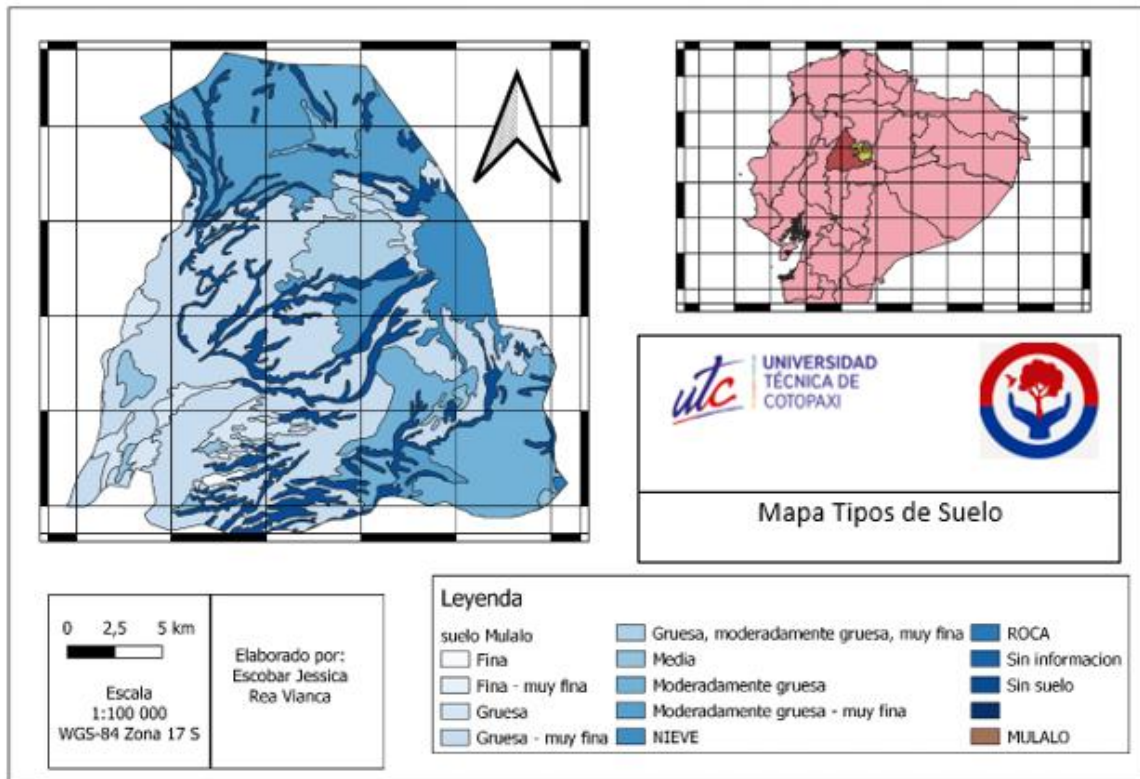 utc
UNIVERSIDAD
TÉCNICA DE
COTOPAXI
Mapa Tipos de Suelo
0 2,5 5 km
Escala
1:100 000
WGS-84 Zona 17 S
Elaborado por:
Escobar Jessica
Rea Vianca
Leyenda
suelo Mulalo
Fina
Fina - muy fina
Gruesa
Gruesa - muy fina
Gruesa, moderadamente gruesa, muy fina
Media
Moderadamente gruesa
Moderadamente gruesa - muy fina
NIEVE
ROCA
Sin informacion
Sin suelo
MULALO